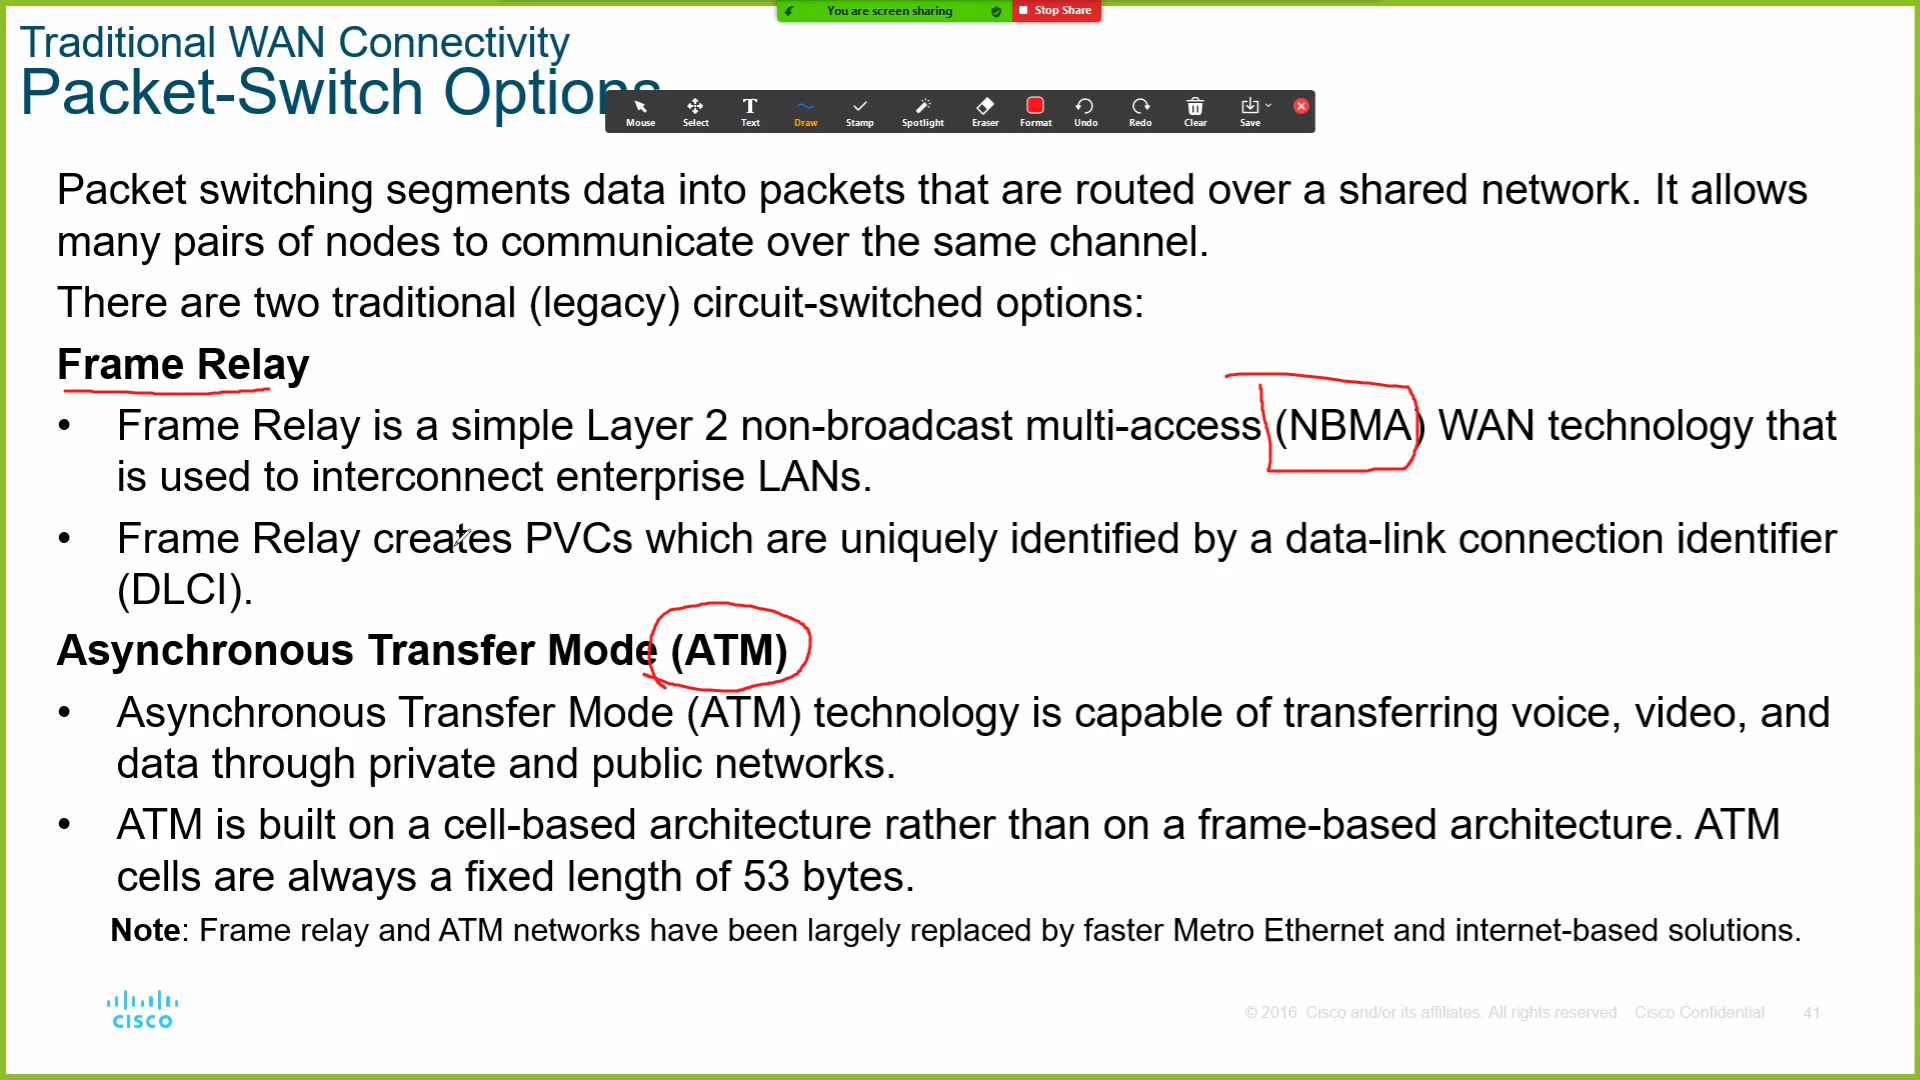 You are screen sharing
Stop Share
Traditional WAN Connectivity
Packet-Switch Options
Mouse Select Text Draw Stamp Spotlight Eraser Format Undo Redo Clear Save
Packet switching segments data into packets that are routed over a shared network. It allows
many pairs of nodes to communicate over the same channel.
There are two traditional (legacy) circuit-switched options:
Frame Relay
• Frame Relay is a simple Layer 2 non-broadcast multi-access (NBMA) WAN technology that
is used to interconnect enterprise LANs.
• Frame Relay creates PVCs which are uniquely identified by a data-link connection identifier
(DLCI).
Asynchronous Transfer Mode (ATM)
• Asynchronous Transfer Mode (ATM) technology is capable of transferring voice, video, and
data through private and public networks.
• ATM is built on a cell-based architecture rather than on a frame-based architecture. ATM
cells are always a fixed length of 53 bytes.
Note: Frame relay and ATM networks have been largely replaced by faster Metro Ethernet and internet-based solutions.
CISCO
© 2016 Cisco and/or its affiliates. All rights reserved. Cisco Confidential 41